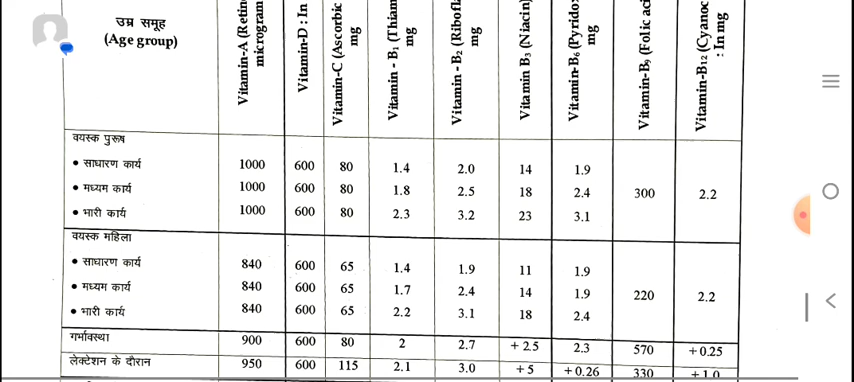 उम्र समूह
(Age group)
Vitamin-A (Retin
microgram
Vitamin-D : In
Vitamin-C (Ascorbic
mg
Vitamin - B₁ (Thiam
mg
Vitamin - B₂ (Ribofla
mg
Vitamin B₃ (Niacin)
Vitamin-B₆ (Pyridox
mg
Vitamin-B₉ (Folic aci
Vitamin-B₁₂ (Cyanoc
: In mg
वयस्क पुरूष
• साधारण कार्य 1000 600 80 1.4 2.0 14 1.9
• मध्यम कार्य 1000 600 80 1.8 2.5 18 2.4 300 2.2
• भारी कार्य 1000 600 80 2.3 3.2 23 3.1
वयस्क महिला
• साधारण कार्य 840 600 65 1.4 1.9 11 1.9
• मध्यम कार्य 840 600 65 1.7 2.4 14 1.9 220 2.2
• भारी कार्य 840 600 65 2.2 3.1 18 2.4
गर्भावस्था 900 600 80 2 2.7 + 2.5 2.3 570 + 0.25
लेक्टेशन के दौरान 950 600 115 2.1 3.0 + 5 + 0.26 330 + 1.0